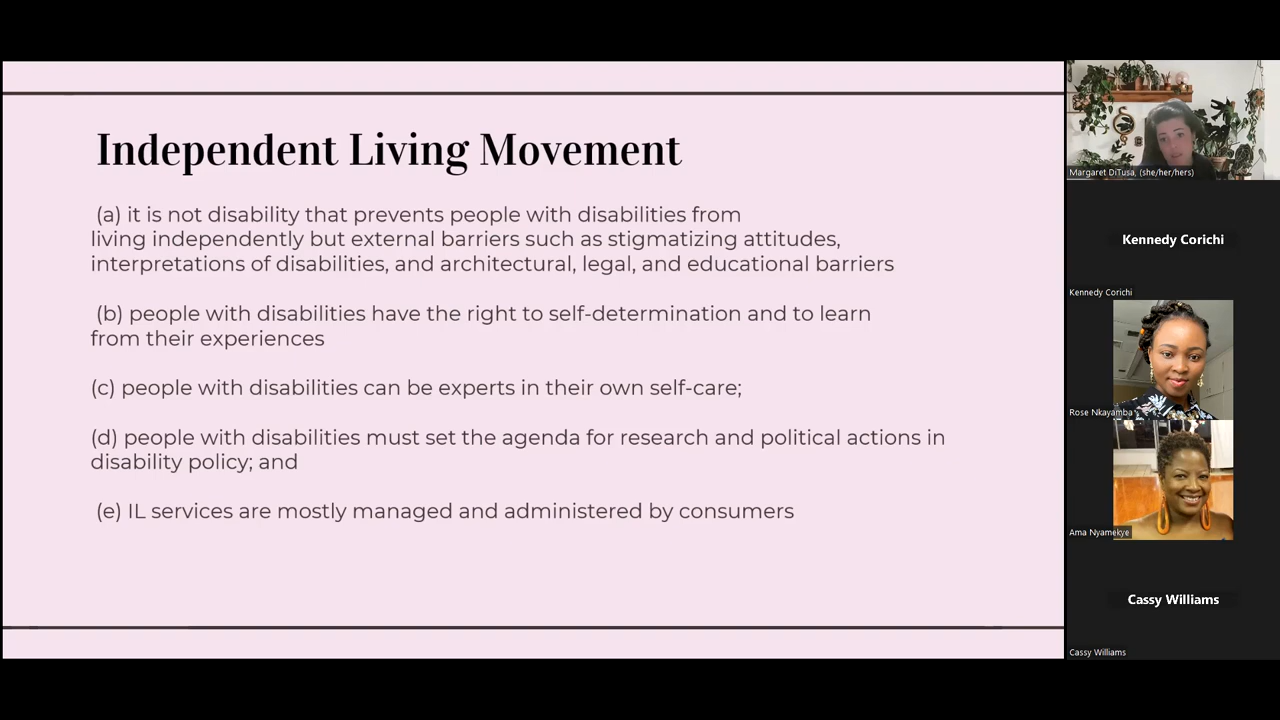 Independent Living Movement
(a) it is not disability that prevents people with disabilities from
living independently but external barriers such as stigmatizing attitudes,
interpretations of disabilities, and architectural, legal, and educational barriers
(b) people with disabilities have the right to self-determination and to learn
from their experiences
(c) people with disabilities can be experts in their own self-care;
(d) people with disabilities must set the agenda for research and political actions in
disability policy; and
(e) IL services are mostly managed and administered by consumers
Margaret DiTusa, (she/her/hers)
Kennedy Corichi
Kennedy Corichi
Rose Nkayamba
Ama Nyamekye
Cassy Williams
Cassy Williams